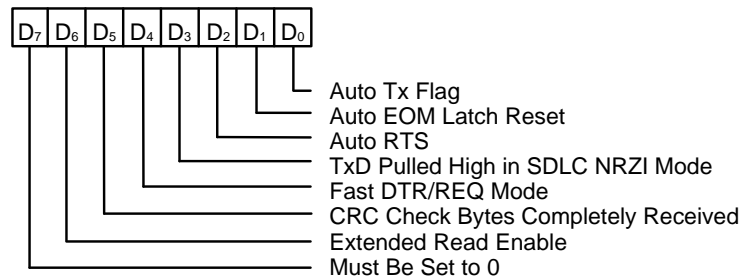 D₇ D₆ D₅ D₄ D₃ D₂ D₁ D₀
Auto Tx Flag
Auto EOM Latch Reset
Auto RTS
TxD Pulled High in SDLC NRZI Mode
Fast DTR/REQ Mode
CRC Check Bytes Completely Received
Extended Read Enable
Must Be Set to 0